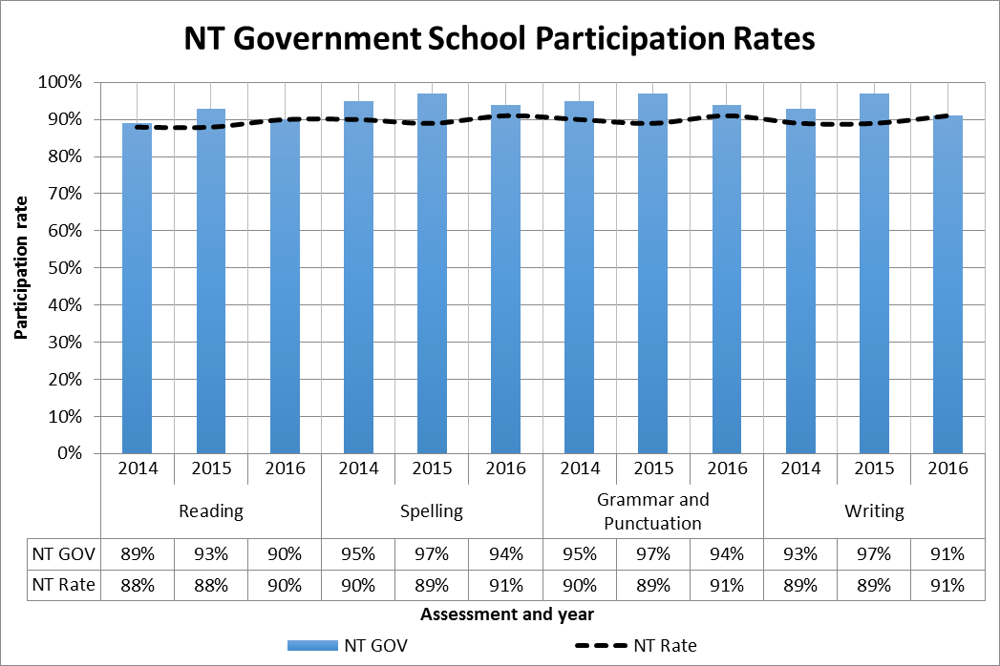 NT Government School Participation Rates
100%
90%
80%
70%
60%
50%
40%
30%
20%
10%
0%
Participation rate
2014 2015 2016 2014 2015 2016 2014 2015 2016 2014 2015 2016
Reading Spelling Grammar and Punctuation Writing
NT GOV 89% 93% 90% 95% 97% 94% 95% 97% 94% 93% 97% 91%
NT Rate 88% 88% 90% 90% 89% 91% 90% 89% 91% 89% 89% 91%
Assessment and year
NT GOV NT Rate